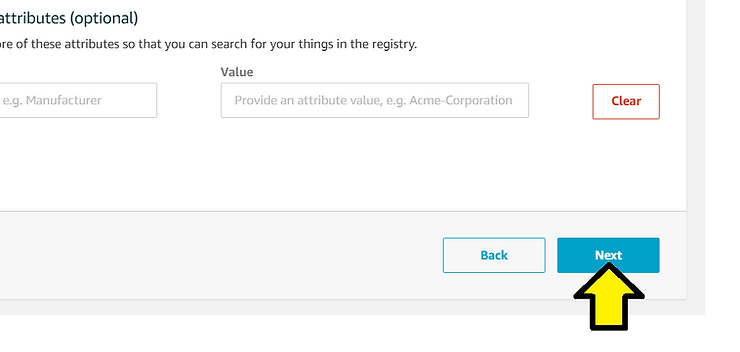 attributes (optional)
ore of these attributes so that you can search for your things in the registry.
Value
e.g. Manufacturer
Provide an attribute value, e.g. Acme-Corporation
Clear
Back
Next